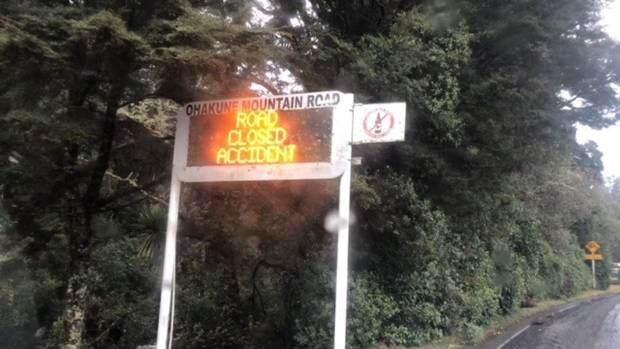 OHAKUNE MOUNTAIN ROAD
ROAD
CLOSED
ACCIDENT